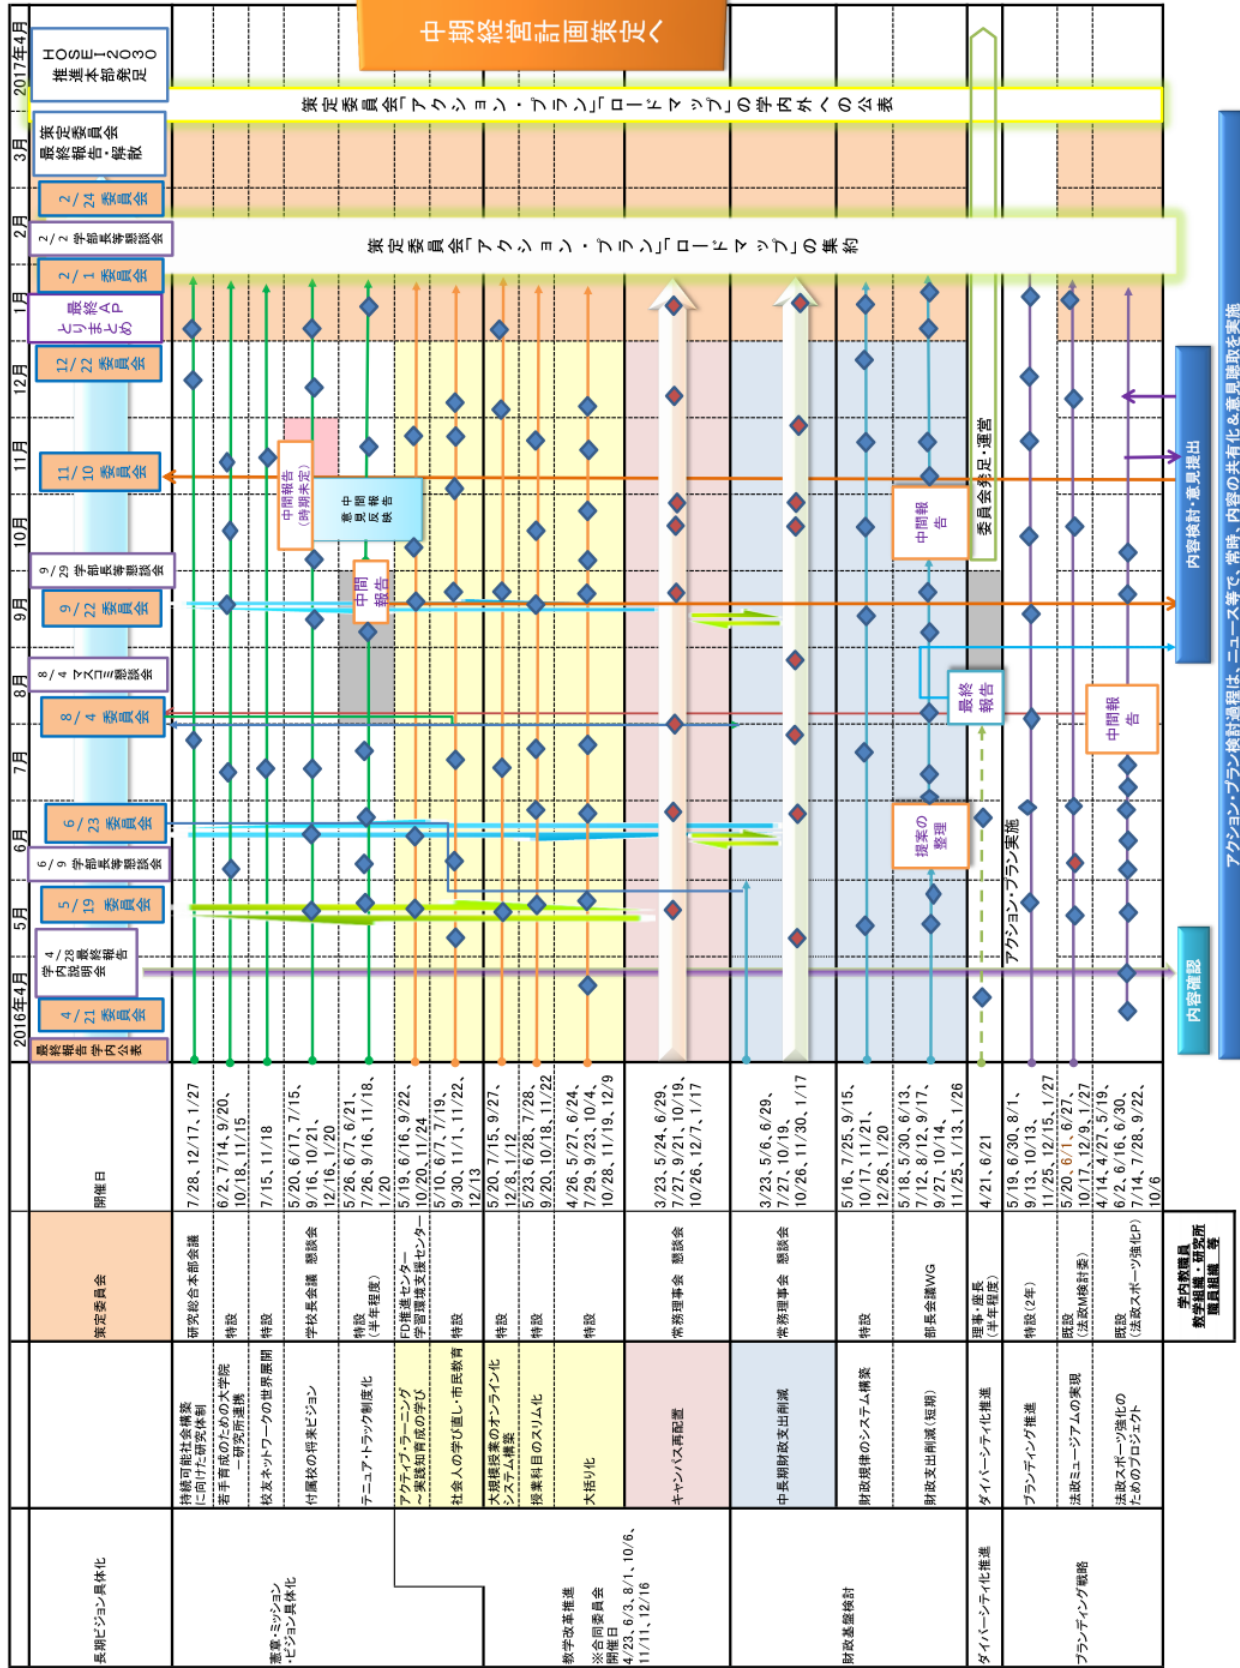 2016年4月
5月
6月
7月
8月
9月
10月
11月
12月
1月
2月
3月
2017年4月
長期ビジョン具体化
策定委員会
開催日
最終報告学内公表
4/21 委員会
4/28 最終報告
学内説明会
5/19 委員会
6/9 学部長等懇談会
6/23 委員会
8/4 委員会
8/4 マスコミ懇談会
9/22 委員会
9/29 学部長等懇談会
11/10 委員会
12/22 委員会
最終AP
とりまとめ
2/1 委員会
2/2 学部長等懇談会
2/24 委員会
策定委員会
最終報告・解散
HOSEI2030
推進本部発足
憲章・ミッション
・ビジョン具体化
持続可能社会構築
に向けた研究体制
研究総合本部会議
7/28、12/17、1/27
若手育成のための大学院
―研究所連携
特設
6/2、7/14、9/20、
10/18、11/15
校友ネットワークの世界展開
特設
7/15、11/18
付属校の将来ビジョン
学校長会議 懇談会
5/20、6/17、7/15、
9/16、10/21、
12/16、1/20
中間報告
(時期未定)
テニュア・トラック制度化
特設
(半年程度)
5/26、6/7、6/21、
7/26、9/16、11/18、
1/20
中間
報告
中間報告
意見反映
教学改革推進
※合同委員会
開催日
4/23、6/3、8/1、10/6、
11/11、12/16
アクティブ・ラーニング
～実践知育成の学び
FD推進センター
学習環境支援センター
5/19、6/16、9/22、
10/20、11/24
社会人の学び直し・市民教育
特設
5/10、6/7、7/19、
9/30、11/1、11/22、
12/13
大規模授業のオンライン化
システム構築
特設
5/20、7/15、9/27、
12/8、1/12
授業科目のスリム化
特設
5/23、6/28、7/28、
9/20、10/18、11/22
大括り化
特設
4/26、5/27、6/24、
7/29、9/23、10/4、
10/28、11/19、12/9
キャンパス再配置
常務理事会 懇談会
3/23、5/24、6/29、
7/27、9/21、10/19、
10/26、12/7、1/17
財政基盤検討
中長期財政支出削減
常務理事会 懇談会
3/23、5/6、6/29、
7/27、10/19、
10/26、11/30、1/17
財政規律のシステム構築
特設
5/16、7/25、9/15、
10/17、11/21、
12/26、1/20
財政支出削減(短期)
部長会議WG
5/18、5/30、6/13、
7/12、8/12、9/17、
9/27、10/14、
11/25、1/13、1/26
提案の
整理
中間報
告
ダイバーシティ化推進
ダイバーシティ化推進
理事・座長
(半年程度)
4/21、6/21
最終
報告
委員会発足・運営
アクション・プラン実施
ブランディング戦略
ブランディング推進
特設(2年)
5/19、6/30、8/1、
9/13、10/13、
11/25、12/15、1/27
法政ミュージアムの実現
既設
(法政M検討委)
5/20、6/1、6/27、
10/17、12/9、1/27
法政スポーツ強化の
ためのプロジェクト
既設
(法政スポーツ強化P)
4/14、4/27、5/19、
6/2、6/16、6/30、
7/14、7/28、9/22、
10/6
中間報
告
策定委員会「アクション・プラン」「ロードマップ」の集約
策定委員会「アクション・プラン」「ロードマップ」の学内外への公表
中期経営計画策定へ
学内教職員
教学組織・研究所
職員組織 等
内容確認
内容検討・意見提出
アクション・プラン検討過程は、ニュース等で、常時、内容の共有化&意見聴取を実施